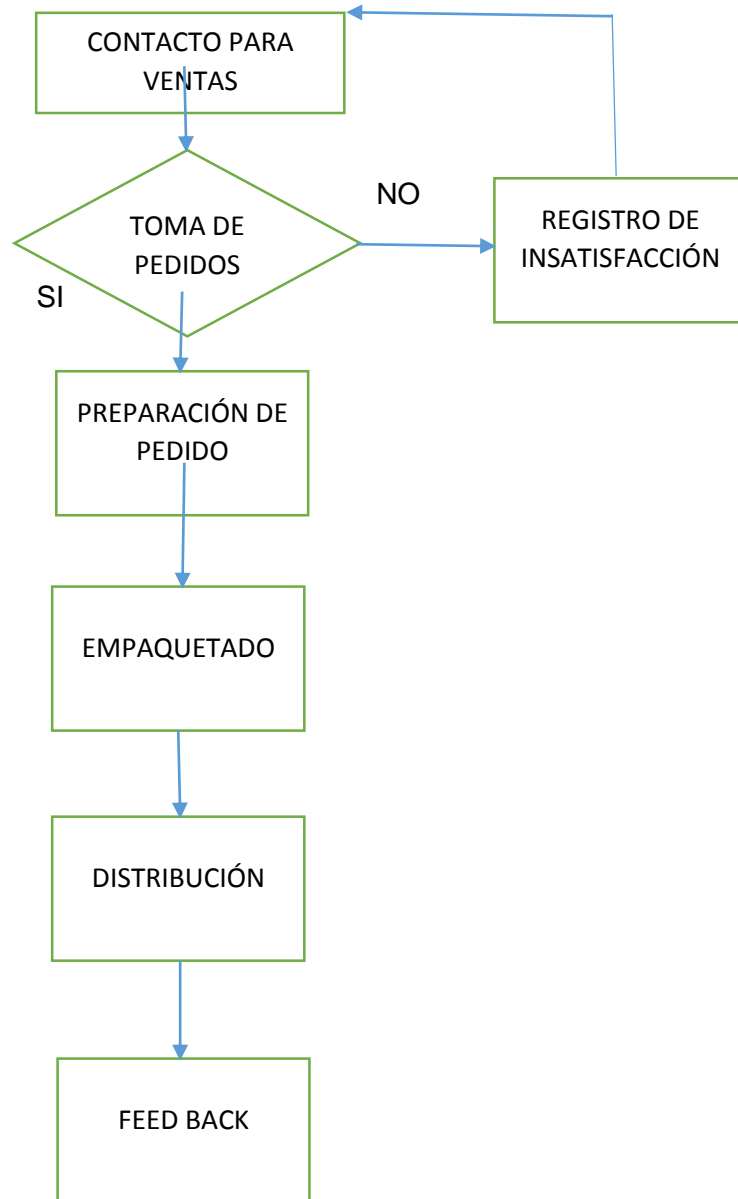 CONTACTO PARA
VENTAS
NO
TOMA DE
PEDIDOS
REGISTRO DE
INSATISFACCIÓN
SI
PREPARACIÓN DE
PEDIDO
EMPAQUETADO
DISTRIBUCIÓN
FEED BACK